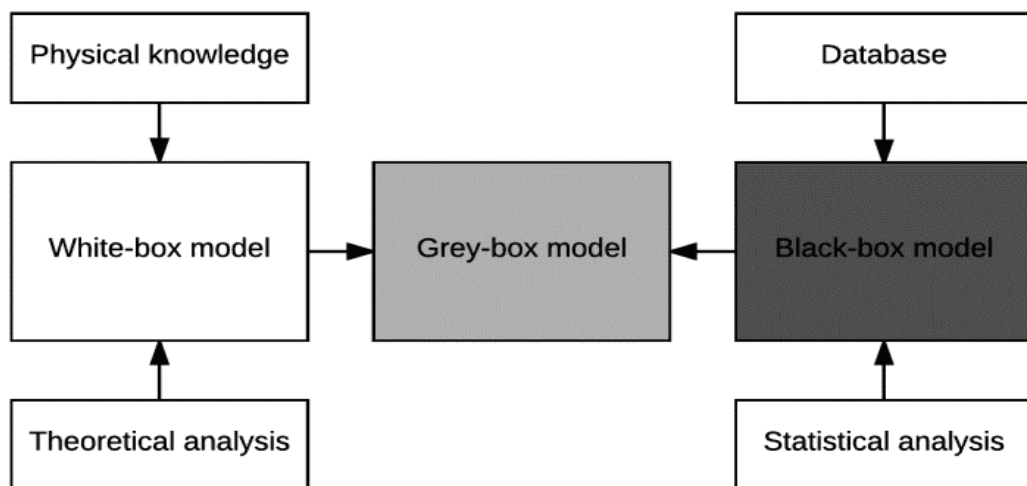 Physical knowledge
Database
White-box model
Grey-box model
Black-box model
Theoretical analysis
Statistical analysis